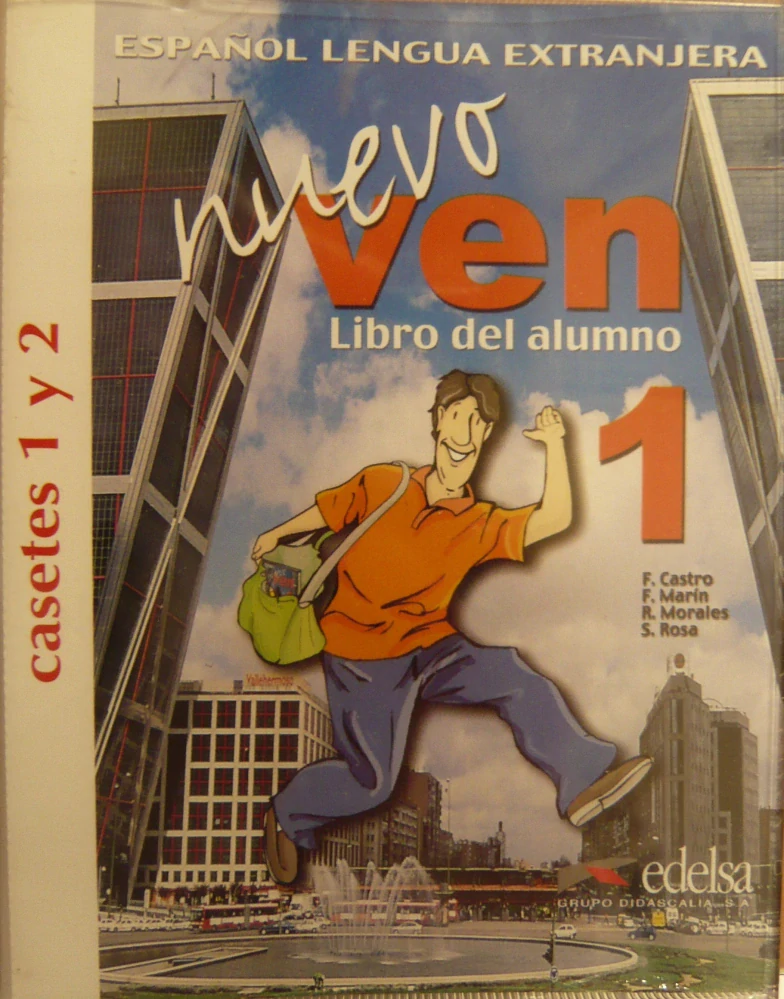 ESPAÑOL LENGUA EXTRANJERA
nuevo
ven
Libro del alumno
1
F. Castro
F. Marín
R. Morales
S. Rosa
casetes 1 y 2
Vallehermoso
edelsa
GRUPO DIDASCALIA, S.A.